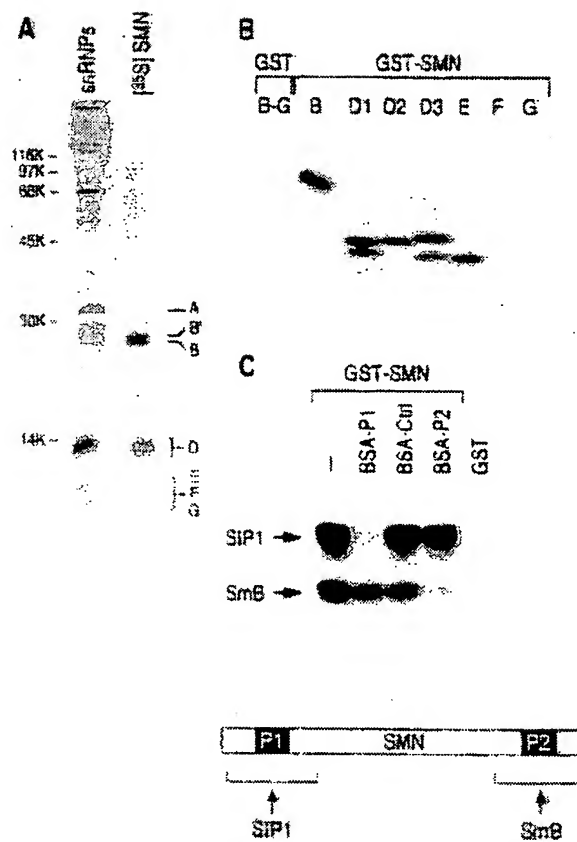 A
snRNPs
[35S] SMN
116K
97K
68K
45K
30K
14K
A
B'
B
D
G
B
GST
GST-SMN
B-G B D1 D2 D3 E F G
C
GST-SMN
–
BSA-P1
BSA-Ctrl
BSA-P2
GST
SIP1
SmB
P1 SMN P2
SIP1 SmB